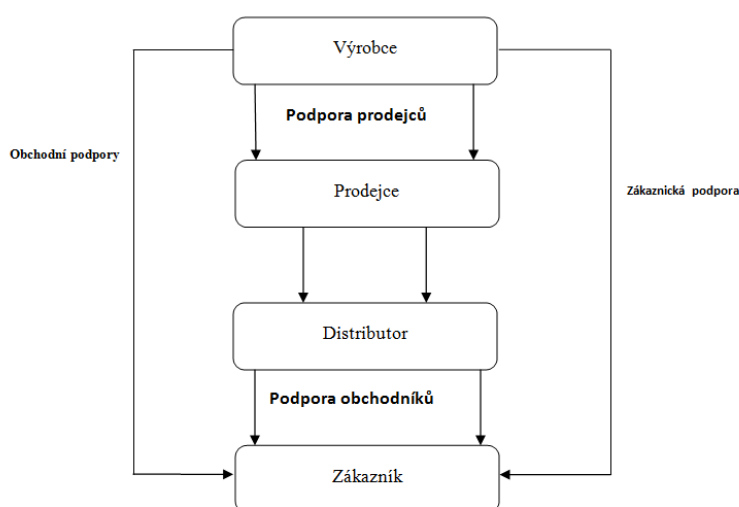 Výrobce
Podpora prodejců
Obchodní podpory
Prodejce
Zákaznická podpora
Distributor
Podpora obchodníků
Zákazník